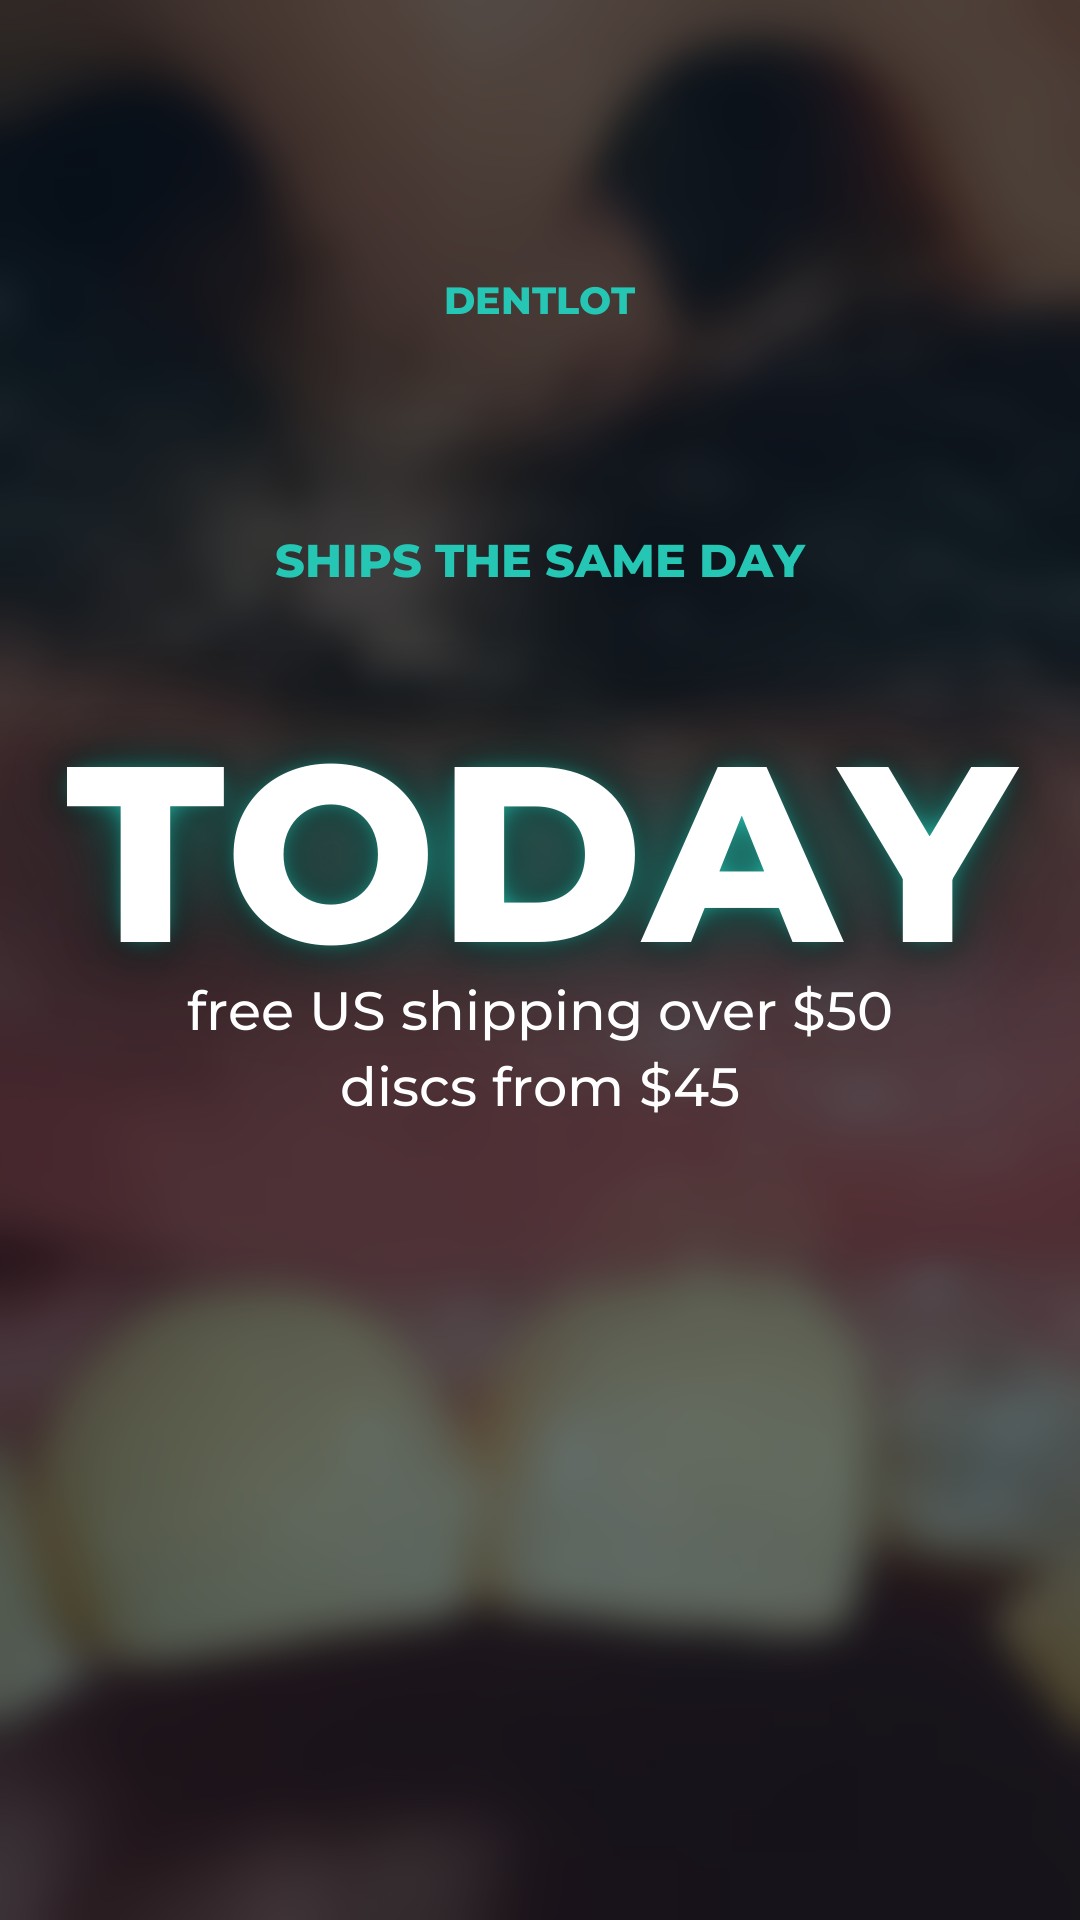 DENTLOT
SHIPS THE SAME DAY
TODAY
free US shipping over $50
discs from $45